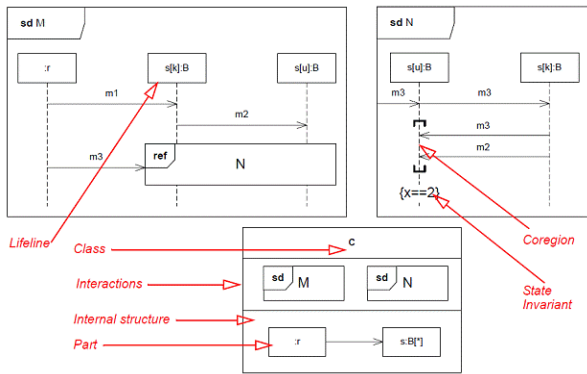 sd M
:r
s[k]:B
s[u]:B
m1
m2
m3
ref
N
sd N
s[u]:B
s[k]:B
m3
m3
m3
m2
{x==2}
Lifeline
Class
Coregion
C
Interactions
sd
M
sd
N
State
Invariant
Internal structure
Part
:r
s:B[*]